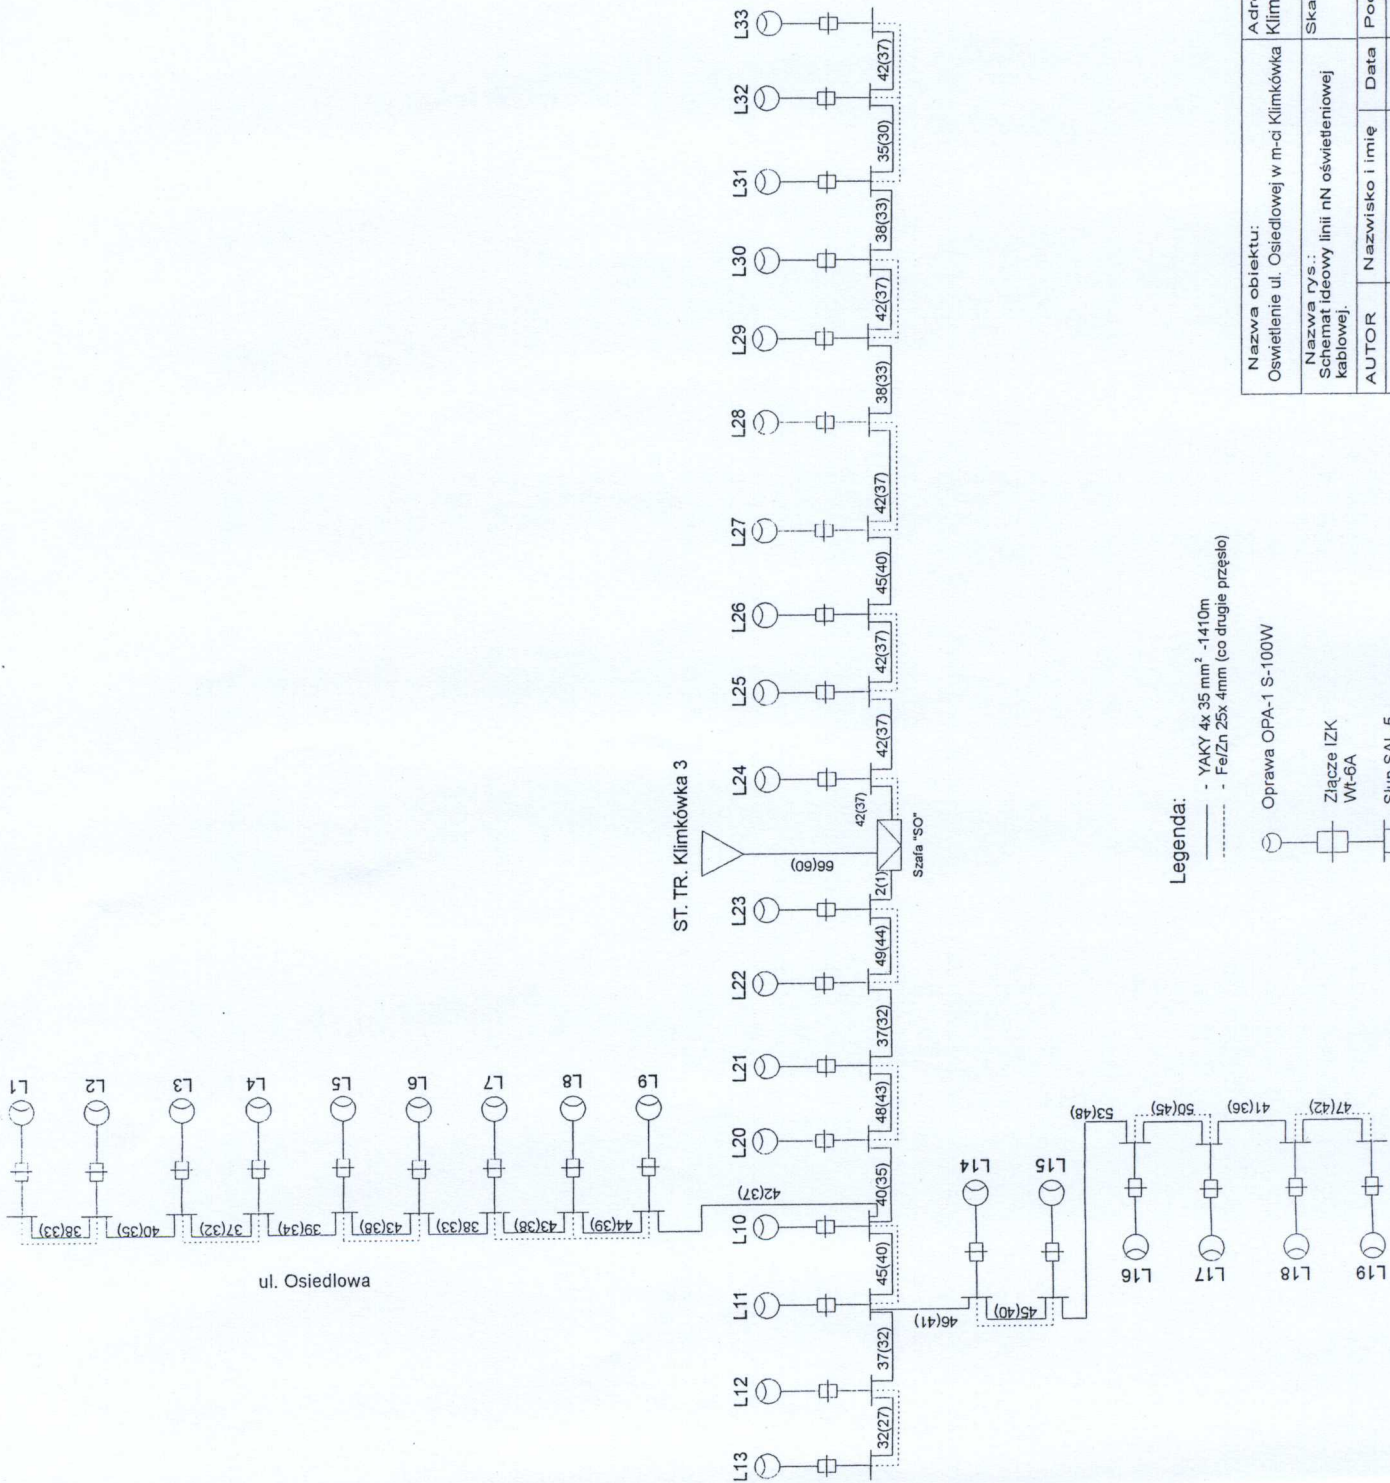 L33
42(37)
L32
35(30)
L31
38(33)
L30
42(37)
L29
38(33)
L28
42(37)
L27
45(40)
L26
42(37)
L25
42(37)
L24
42(37)
Szafa "SO"
ST. TR. Klimkówka 3
66(60)
2(1)
L23
49(44)
L22
37(32)
L21
48(43)
L20
40(35)
42(37)
L10
45(40)
L11
37(32)
L12
32(27)
L13
L1
38(33)
L2
40(35)
L3
37(32)
L4
39(34)
L5
43(38)
L6
38(33)
L7
43(38)
L8
44(39)
L9
ul. Osiedlowa
46(41)
L14
45(40)
L15
53(48)
L16
50(45)
L17
41(36)
L18
47(42)
L19
Legenda:
- YAKY 4x 35 mm² -1410m
- Fe/Zn 25x 4mm (co drugie przęsło)
Oprawa OPA-1 S-100W
Złącze IZK
Wt-6A
Nazwa obiektu:
Oswietlenie ul. Osiedlowej w m-ci Klimkówka
Nazwa rys.:
Schemat ideowy linii nN oświetleniowej
kablowej.
AUTOR Nazwisko i imię Data